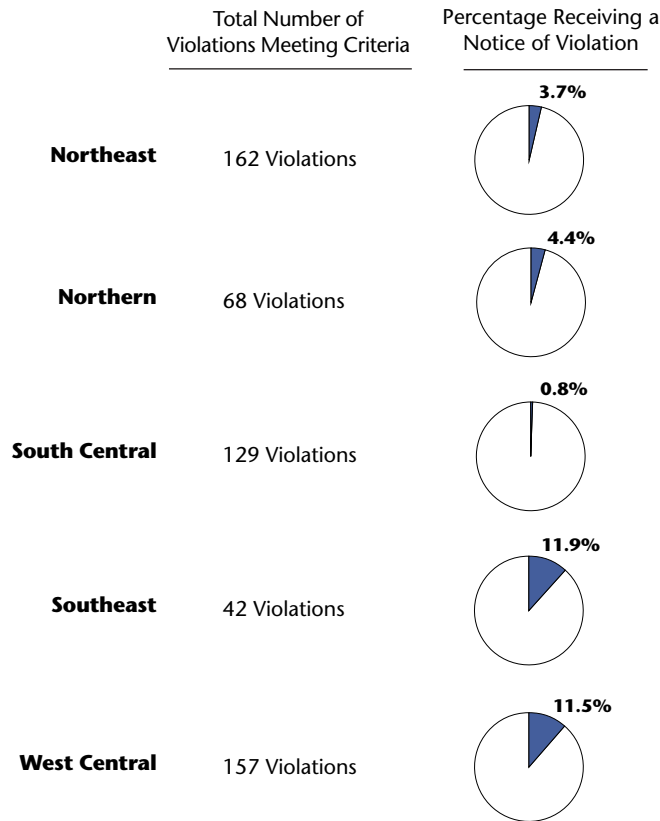 Total Number of
Violations Meeting Criteria
Percentage Receiving a
Notice of Violation
3.7%
Northeast
162 Violations
4.4%
Northern
68 Violations
0.8%
South Central
129 Violations
11.9%
Southeast
42 Violations
11.5%
West Central
157 Violations